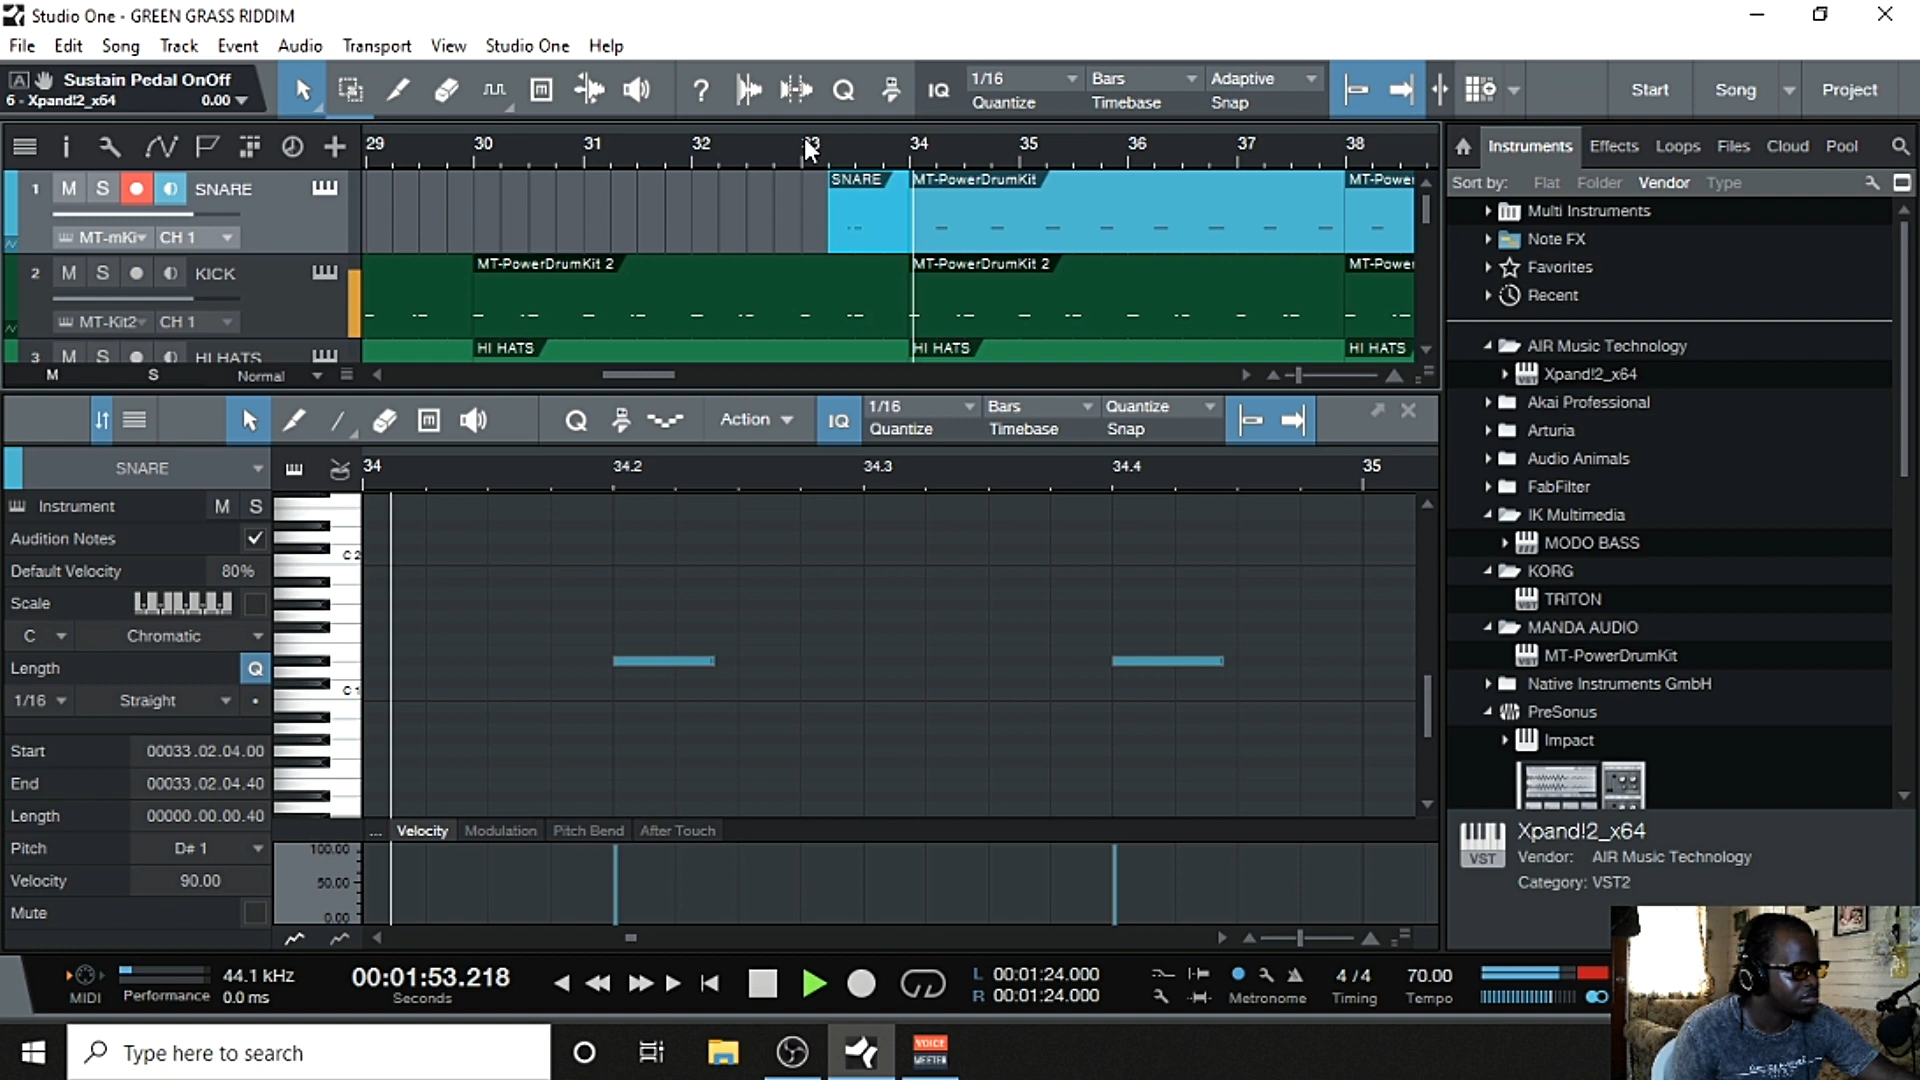 Studio One - GREEN GRASS RIDDIM
File Edit Song Track Event Audio Transport View Studio One Help
A Sustain Pedal OnOff
6 - Xpand!2_x64 0.00
? Q IQ 1/16 Quantize Bars Timebase Adaptive Snap Start Song Project
29 30 31 32 33 34 35 36 37 38
1 M S SNARE
MT-mKi CH 1
SNARE MT-PowerDrumKit MT-Power
2 M S KICK
MT-Kit2 CH 1
MT-PowerDrumKit 2 MT-PowerDrumKit 2 MT-Power
3 M S HI HATS
HI HATS HI HATS HI HATS
M S Normal
Q Action IQ 1/16 Quantize Bars Timebase Quantize Snap
SNARE
34 34.2 34.3 34.4 35
Instrument M S
Audition Notes
Default Velocity 80%
Scale
C Chromatic
Length Q
1/16 Straight
Start 00033.02.04.00
End 00033.02.04.40
Length 00000.00.00.40
Pitch D# 1
Velocity 90.00
Mute
C 2
C 1
... Velocity Modulation Pitch Bend After Touch
100.00
50.00
0.00
Instruments Effects Loops Files Cloud Pool
Sort by: Flat Folder Vendor Type
Multi Instruments
Note FX
Favorites
Recent
AIR Music Technology
Xpand!2_x64
Akai Professional
Arturia
Audio Animals
FabFilter
IK Multimedia
MODO BASS
KORG
TRITON
MANDA AUDIO
MT-PowerDrumKit
Native Instruments GmbH
PreSonus
Impact
Xpand!2_x64
VST
Vendor: AIR Music Technology
Category: VST2
MIDI Performance 44.1 kHz 0.0 ms
00:01:53.218
Seconds
L 00:01:24.000
R 00:01:24.000
Metronome
4 / 4 Timing
70.00 Tempo
Type here to search
VOICE MEETER